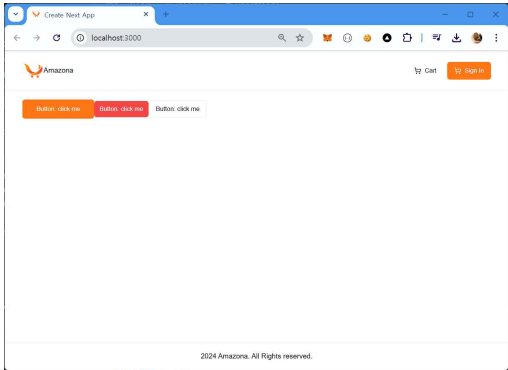 Create Next App
localhost:3000
Amazona
Cart
Sign In
Button: click me
Button: click me
Button: click me
2024 Amazona. All Rights reserved.